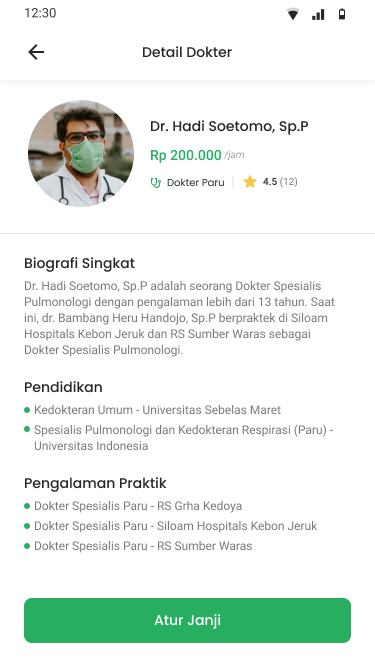 12:30
Detail Dokter
Dr. Hadi Soetomo, Sp.P
Rp 200.000 /jam
Dokter Paru | 4.5 (12)
Biografi Singkat
Dr. Hadi Soetomo, Sp.P adalah seorang Dokter Spesialis
Pulmonologi dengan pengalaman lebih dari 13 tahun. Saat
ini, dr. Bambang Heru Handojo, Sp.P berpraktek di Siloam
Hospitals Kebon Jeruk dan RS Sumber Waras sebagai
Dokter Spesialis Pulmonologi.
Pendidikan
Kedokteran Umum - Universitas Sebelas Maret
Spesialis Pulmonologi dan Kedokteran Respirasi (Paru) -
Universitas Indonesia
Pengalaman Praktik
Dokter Spesialis Paru - RS Grha Kedoya
Dokter Spesialis Paru - Siloam Hospitals Kebon Jeruk
Dokter Spesialis Paru - RS Sumber Waras
Atur Janji